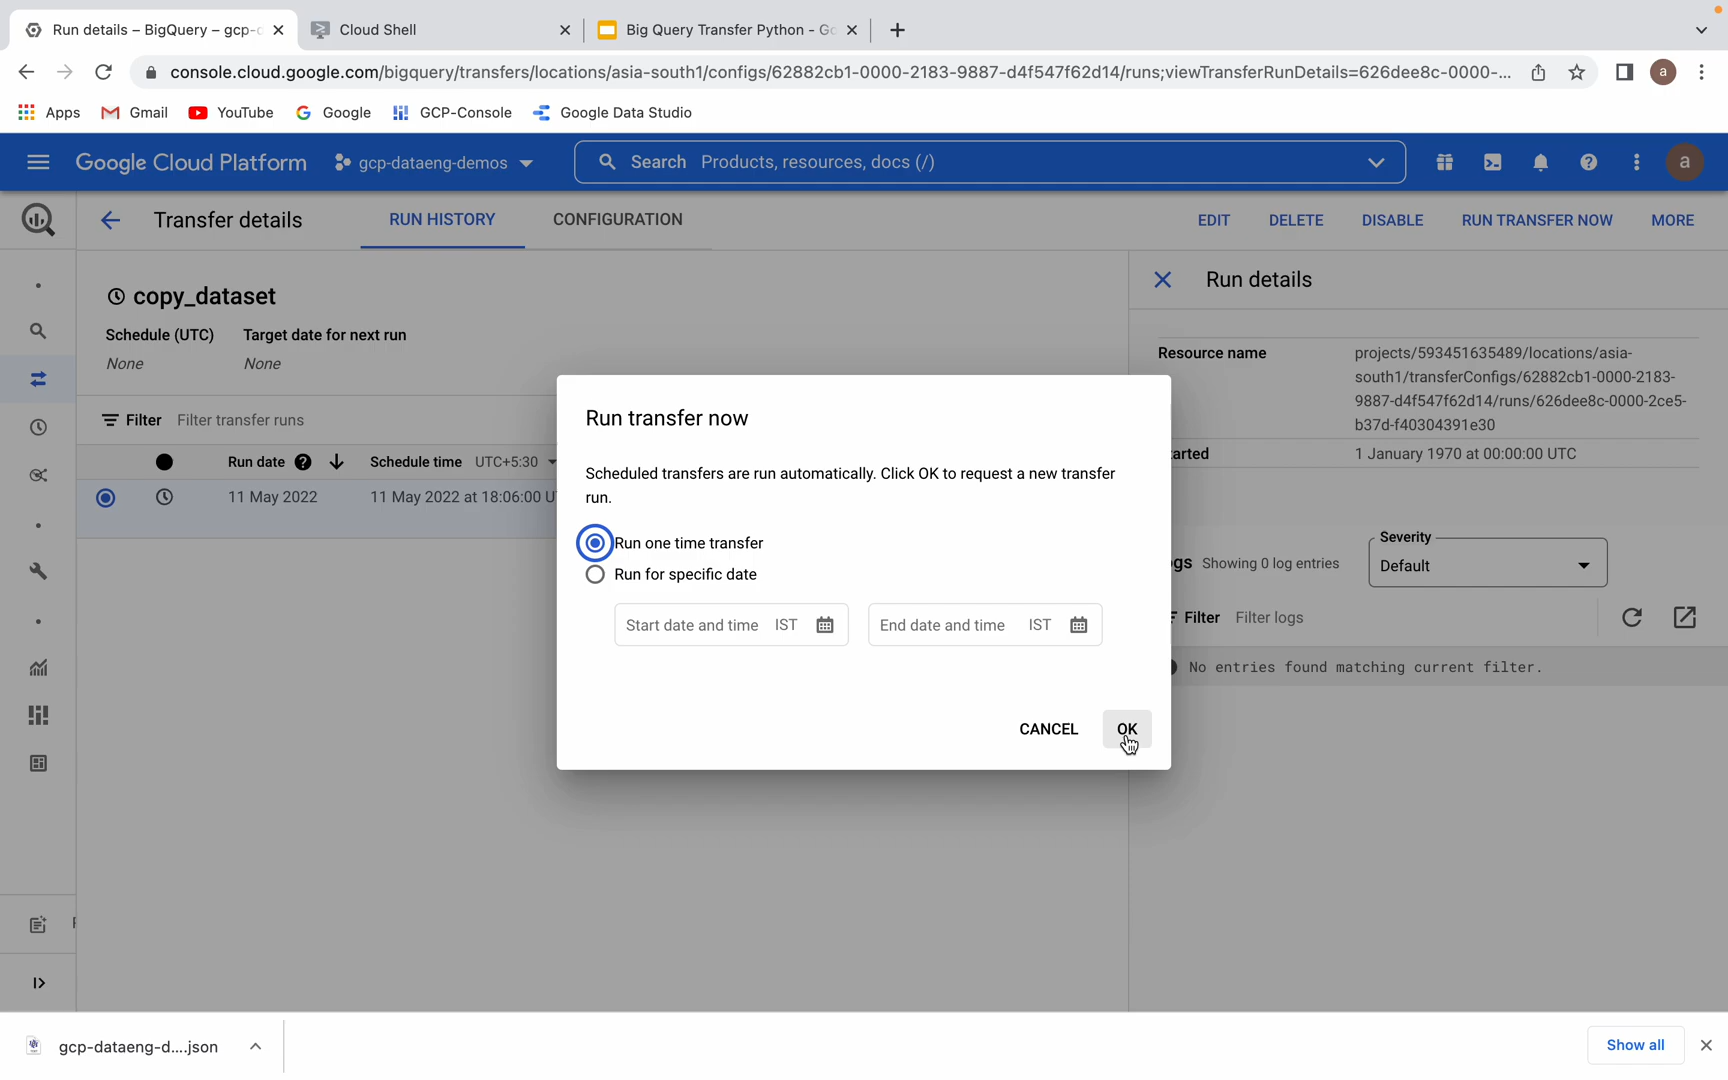 Run details – BigQuery – gcp-d
Cloud Shell
Big Query Transfer Python - Go
console.cloud.google.com/bigquery/transfers/locations/asia-south1/configs/62882cb1-0000-2183-9887-d4f547f62d14/runs;viewTransferRunDetails=626dee8c-0000-...
a
Apps
Gmail
YouTube
Google
GCP-Console
Google Data Studio
Google Cloud Platform
gcp-dataeng-demos
Search Products, resources, docs (/)
a
Transfer details
RUN HISTORY
CONFIGURATION
EDIT
DELETE
DISABLE
RUN TRANSFER NOW
MORE
copy_dataset
Schedule (UTC)
Target date for next run
None
None
Filter Filter transfer runs
Run date
Schedule time UTC+5:30
11 May 2022
11 May 2022 at 18:06:00 U
Run details
Resource name
projects/593451635489/locations/asia-
south1/transferConfigs/62882cb1-0000-2183-
9887-d4f547f62d14/runs/626dee8c-0000-2ce5-
b37d-f40304391e30
arted
1 January 1970 at 00:00:00 UTC
gs Showing 0 log entries
Severity
Default
Filter Filter logs
No entries found matching current filter.
Run transfer now
Scheduled transfers are run automatically. Click OK to request a new transfer
run.
Run one time transfer
Run for specific date
Start date and time IST
End date and time IST
CANCEL
OK
gcp-dataeng-d....json
Show all